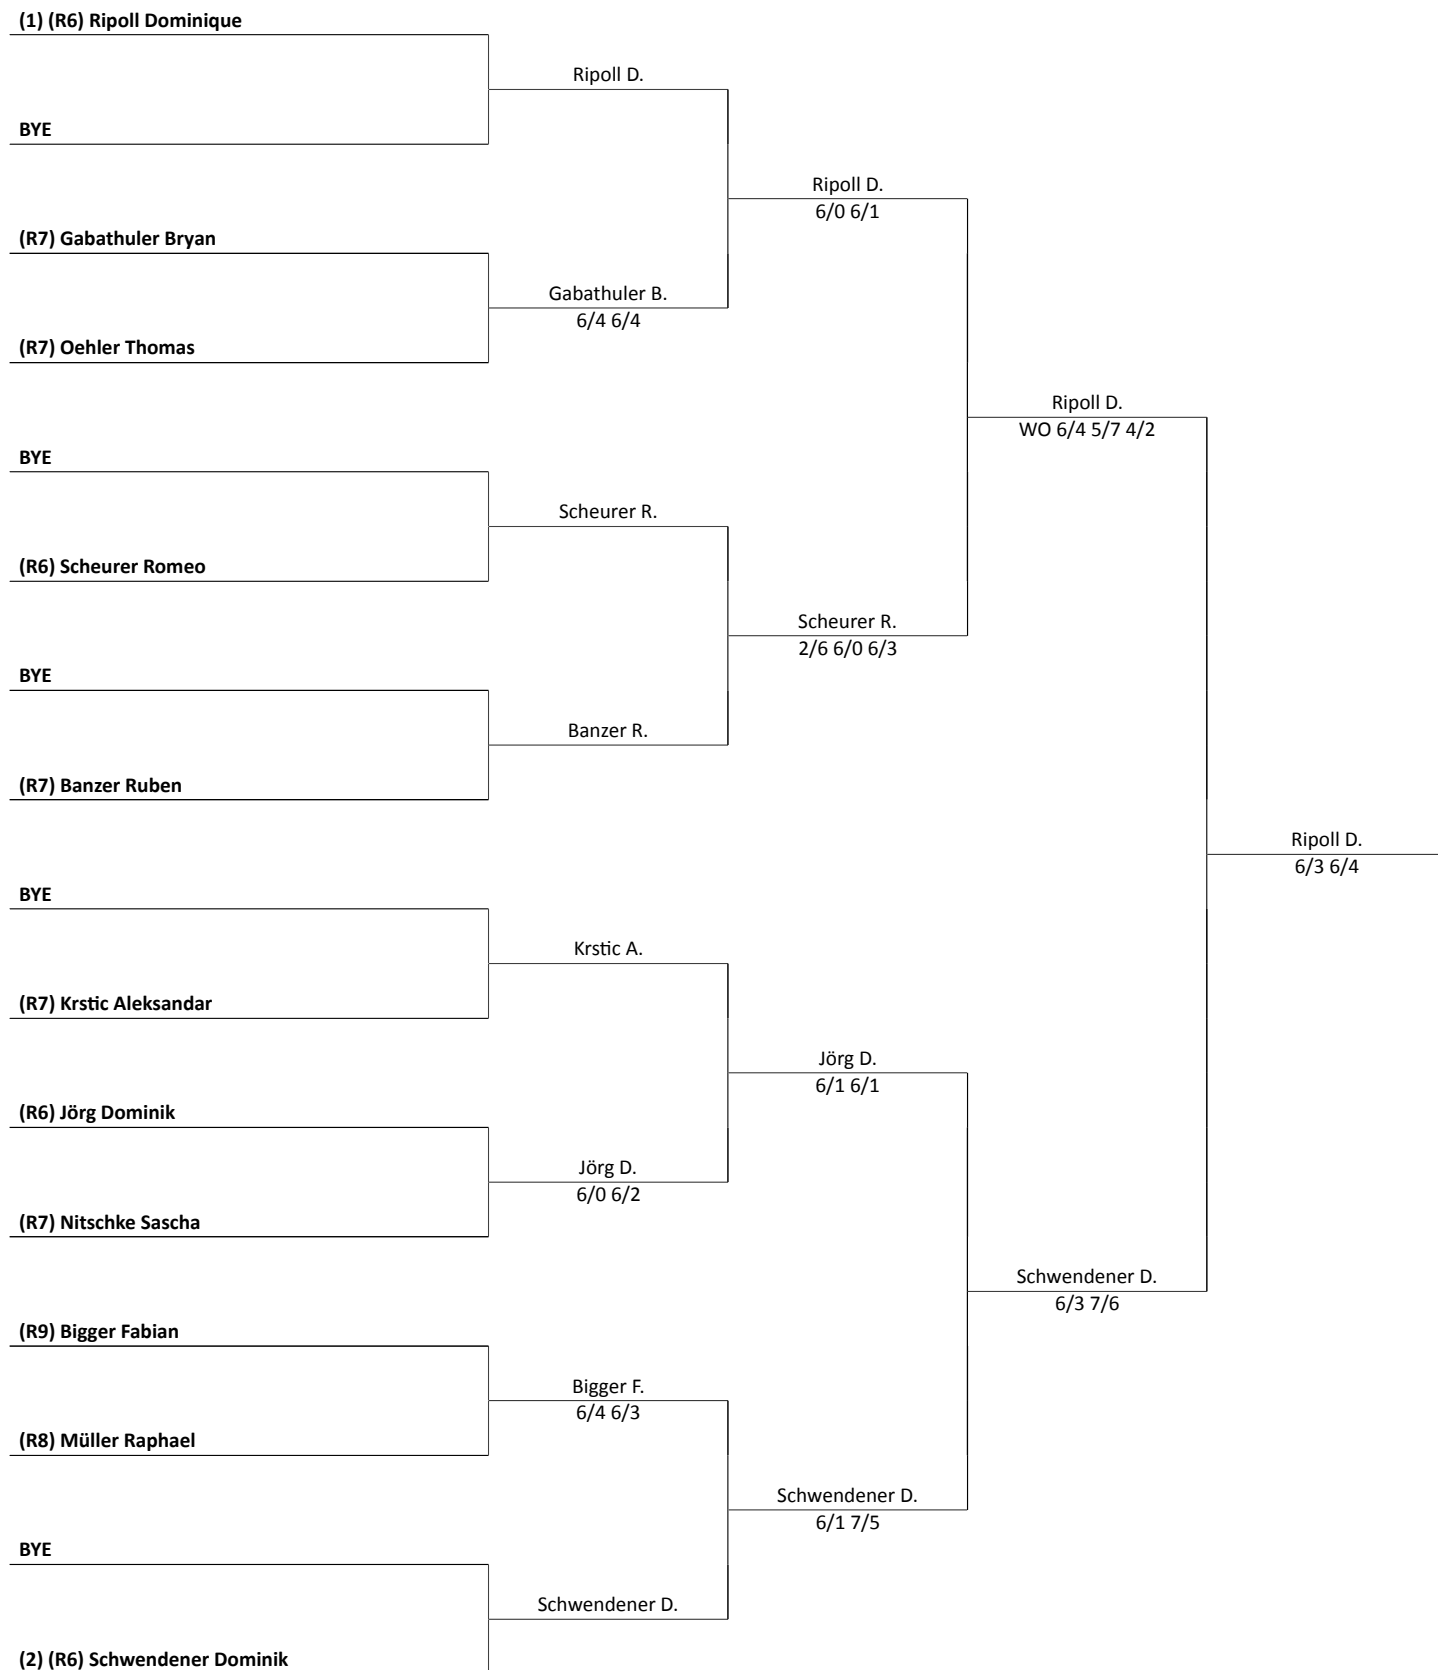 (1) (R6) Ripoll Dominique
Ripoll D.
BYE
Ripoll D.
6/0 6/1
(R7) Gabathuler Bryan
Gabathuler B.
6/4 6/4
(R7) Oehler Thomas
Ripoll D.
WO 6/4 5/7 4/2
BYE
Scheurer R.
(R6) Scheurer Romeo
Scheurer R.
2/6 6/0 6/3
BYE
Banzer R.
(R7) Banzer Ruben
Ripoll D.
6/3 6/4
BYE
Krstic A.
(R7) Krstic Aleksandar
Jörg D.
6/1 6/1
(R6) Jörg Dominik
Jörg D.
6/0 6/2
(R7) Nitschke Sascha
Schwendener D.
6/3 7/6
(R9) Bigger Fabian
Bigger F.
6/4 6/3
(R8) Müller Raphael
Schwendener D.
6/1 7/5
BYE
Schwendener D.
(2) (R6) Schwendener Dominik